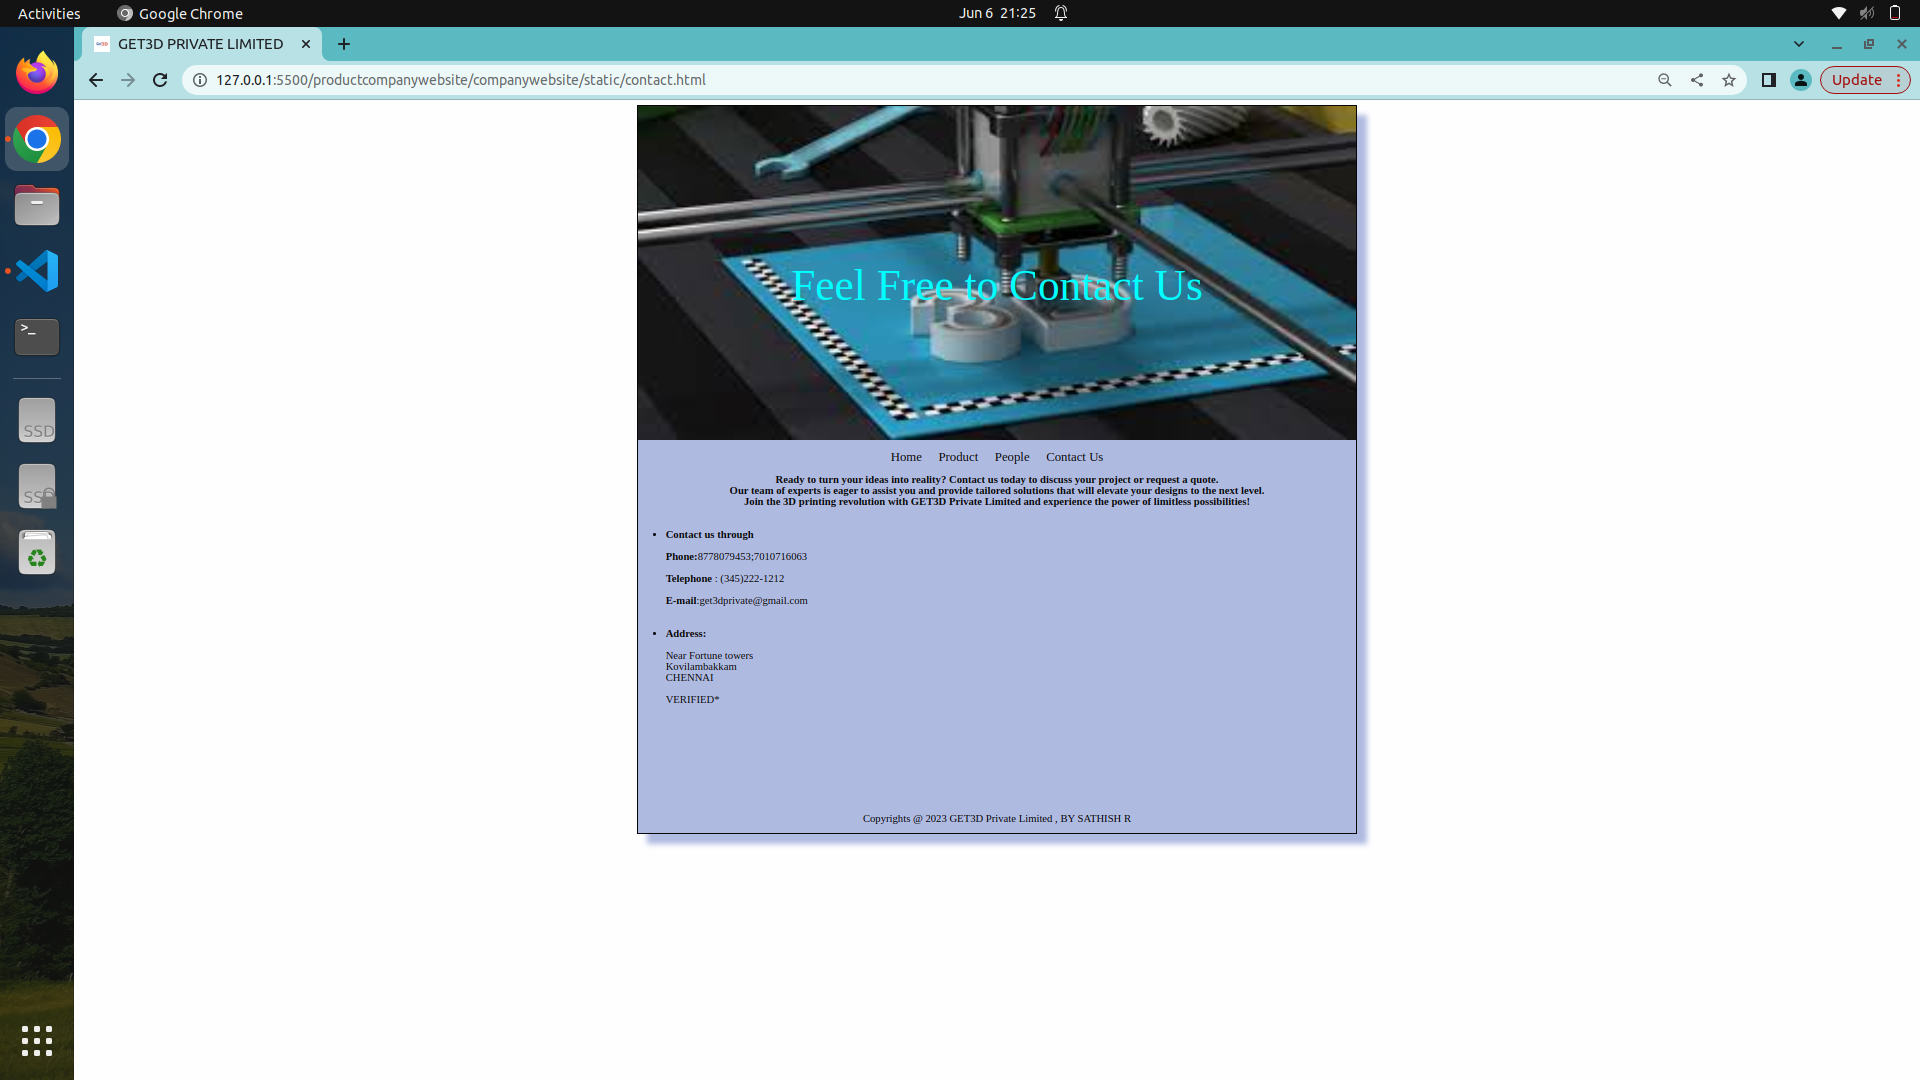 Activities
Google Chrome
Jun 6 21:25
GET3D PRIVATE LIMITED
127.0.0.1:5500/productcompanywebsite/companywebsite/static/contact.html
Update
Feel Free to Contact Us
Home Product People Contact Us
Ready to turn your ideas into reality? Contact us today to discuss your project or request a quote.
Our team of experts is eager to assist you and provide tailored solutions that will elevate your designs to the next level.
Join the 3D printing revolution with GET3D Private Limited and experience the power of limitless possibilities!
• Contact us through
Phone:8778079453;7010716063
Telephone : (345)222-1212
E-mail:get3dprivate@gmail.com
• Address:
Near Fortune towers
Kovilambakkam
CHENNAI
VERIFIED*
Copyrights @ 2023 GET3D Private Limited , BY SATHISH R
>_
SSD
SSD